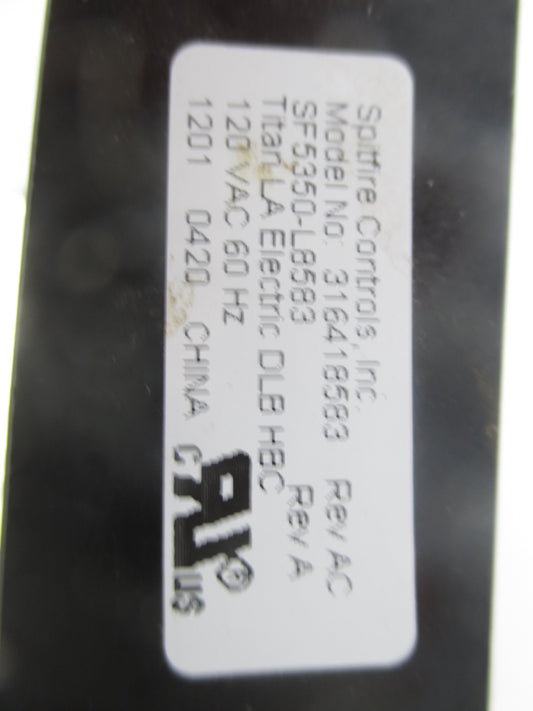 Spitfire Controls, Inc.
Model No: 316418583 Rev AC
SF5350-L8583 Rev A
Titan LA Electric DLB HBC
120 VAC 60 Hz
1201 0420 CHINA
C US